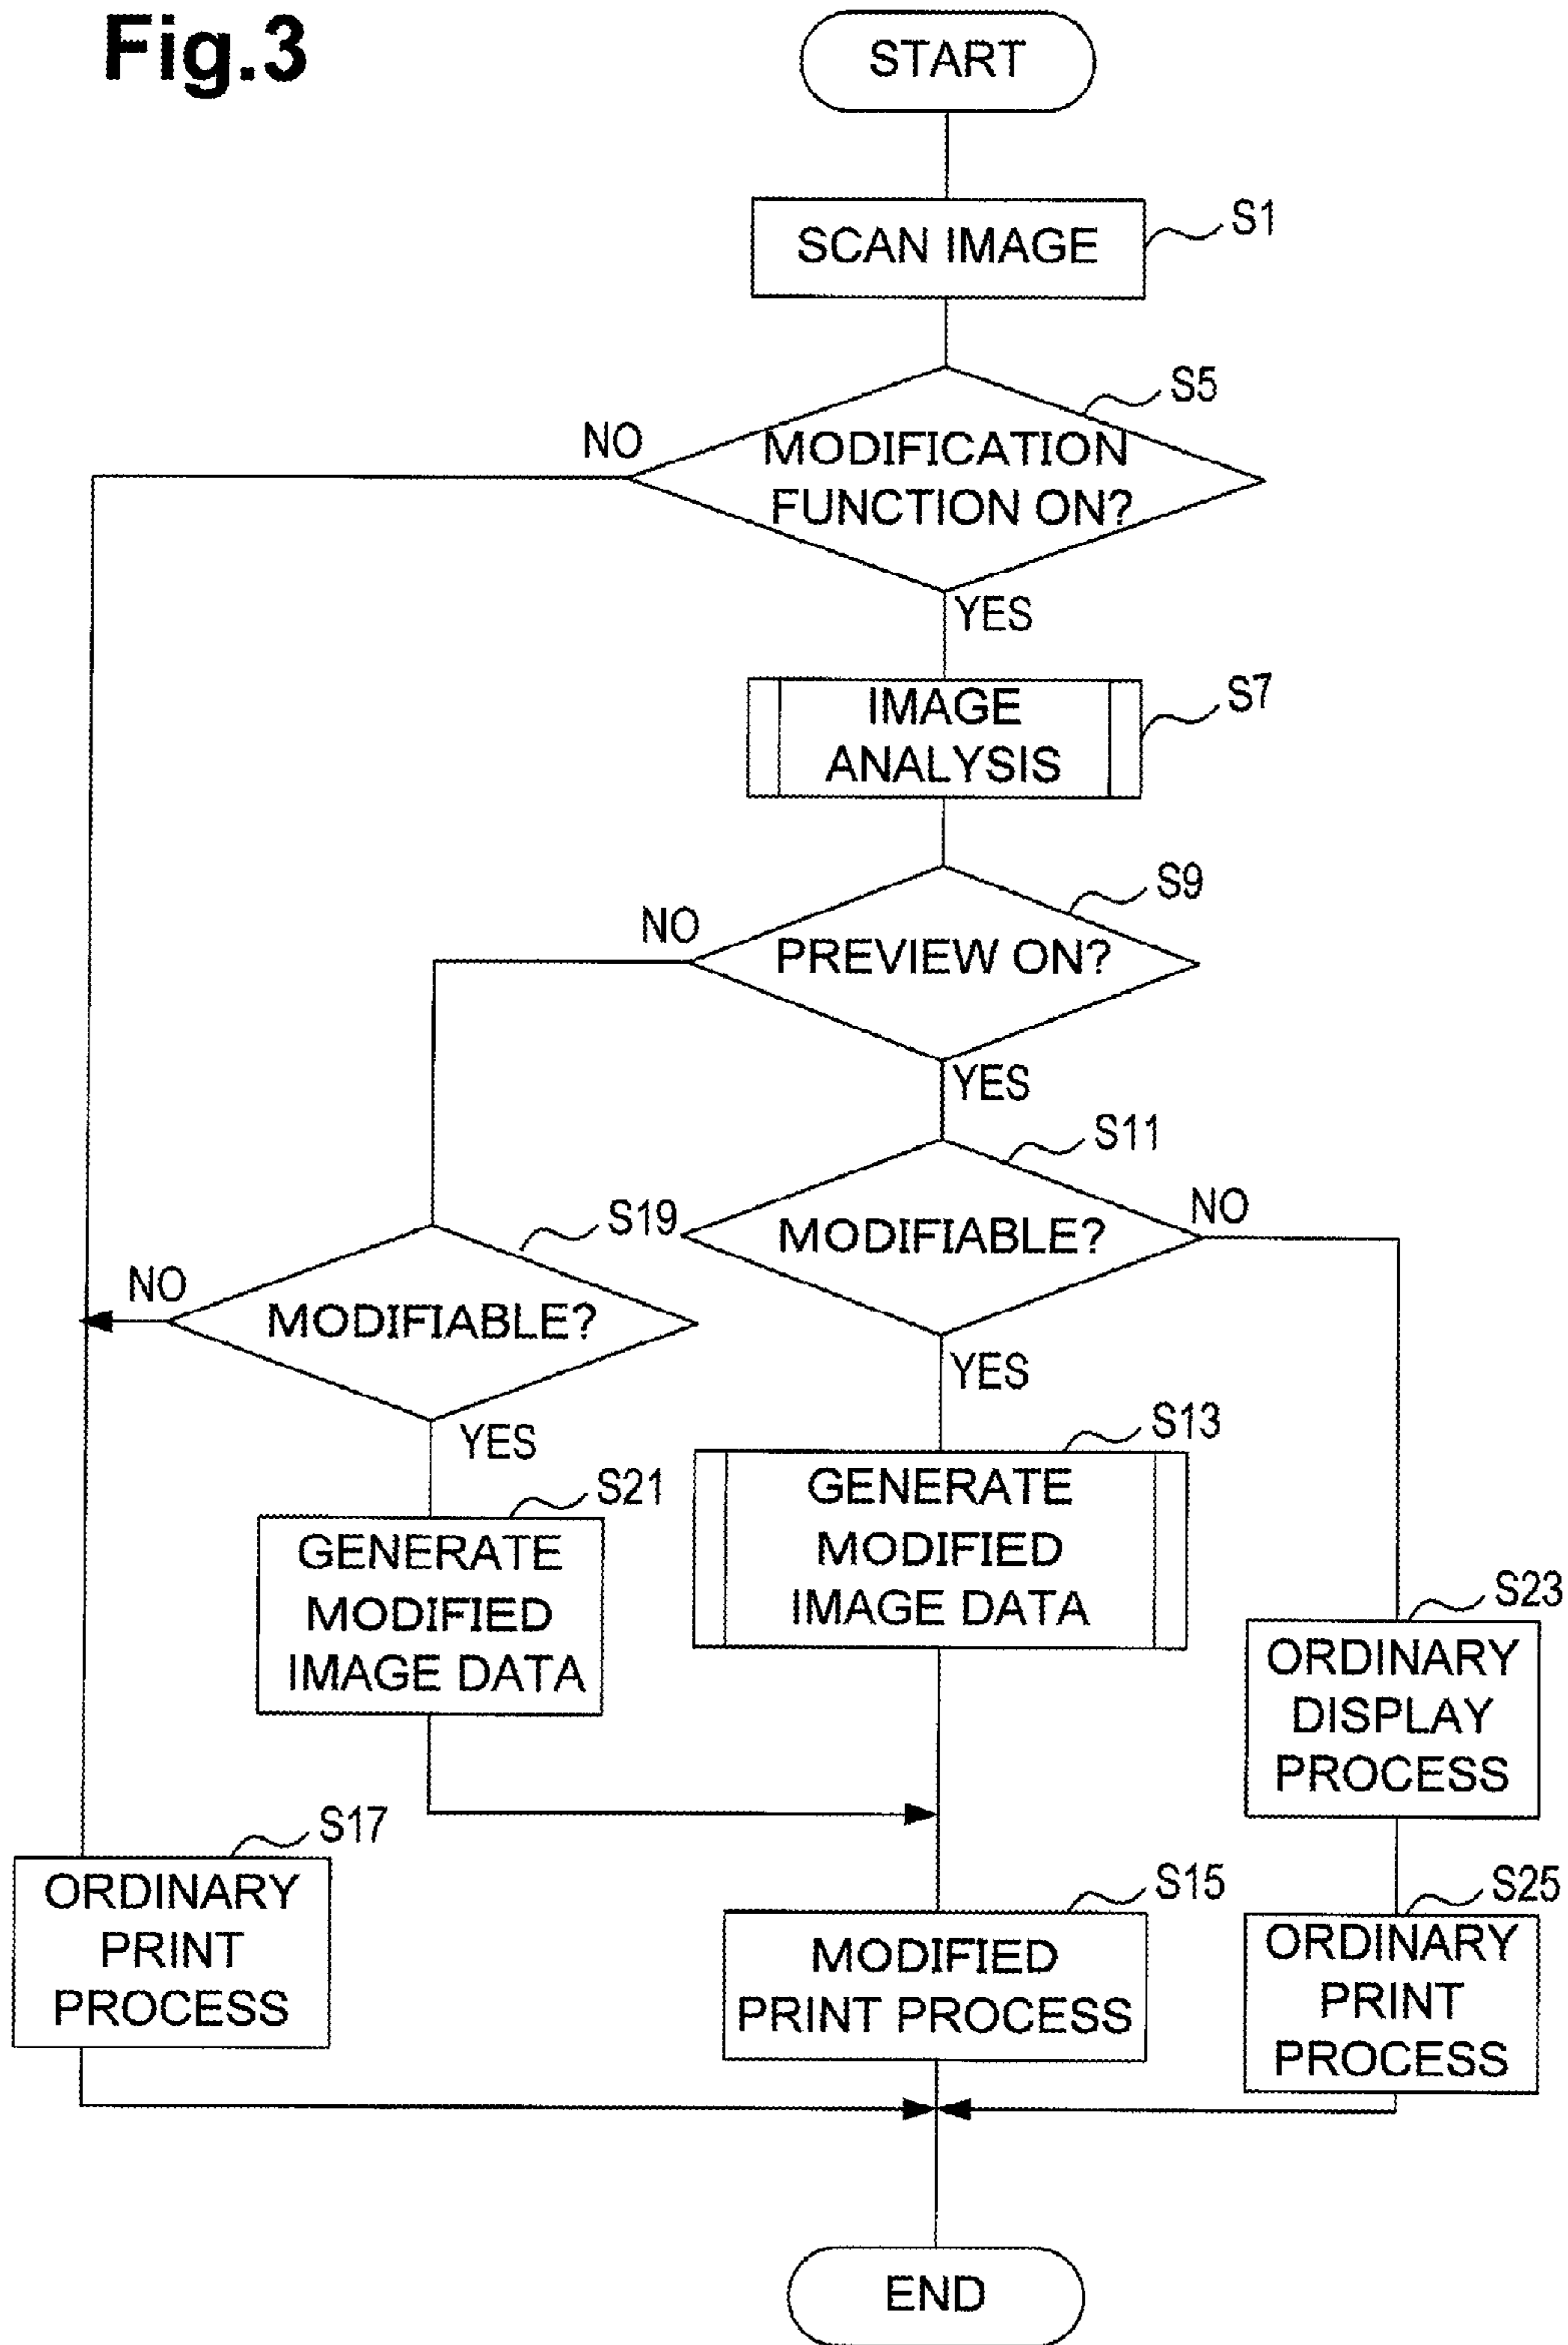 Fig.3
START
SCAN IMAGE
S1
S5
MODIFICATION
FUNCTION ON?
NO
YES
IMAGE
ANALYSIS
S7
S9
PREVIEW ON?
NO
YES
S11
MODIFIABLE?
NO
YES
S19
MODIFIABLE?
NO
YES
S13
GENERATE
MODIFIED
IMAGE DATA
S21
GENERATE
MODIFIED
IMAGE DATA
S23
ORDINARY
DISPLAY
PROCESS
S17
ORDINARY
PRINT
PROCESS
S15
MODIFIED
PRINT PROCESS
S25
ORDINARY
PRINT
PROCESS
END